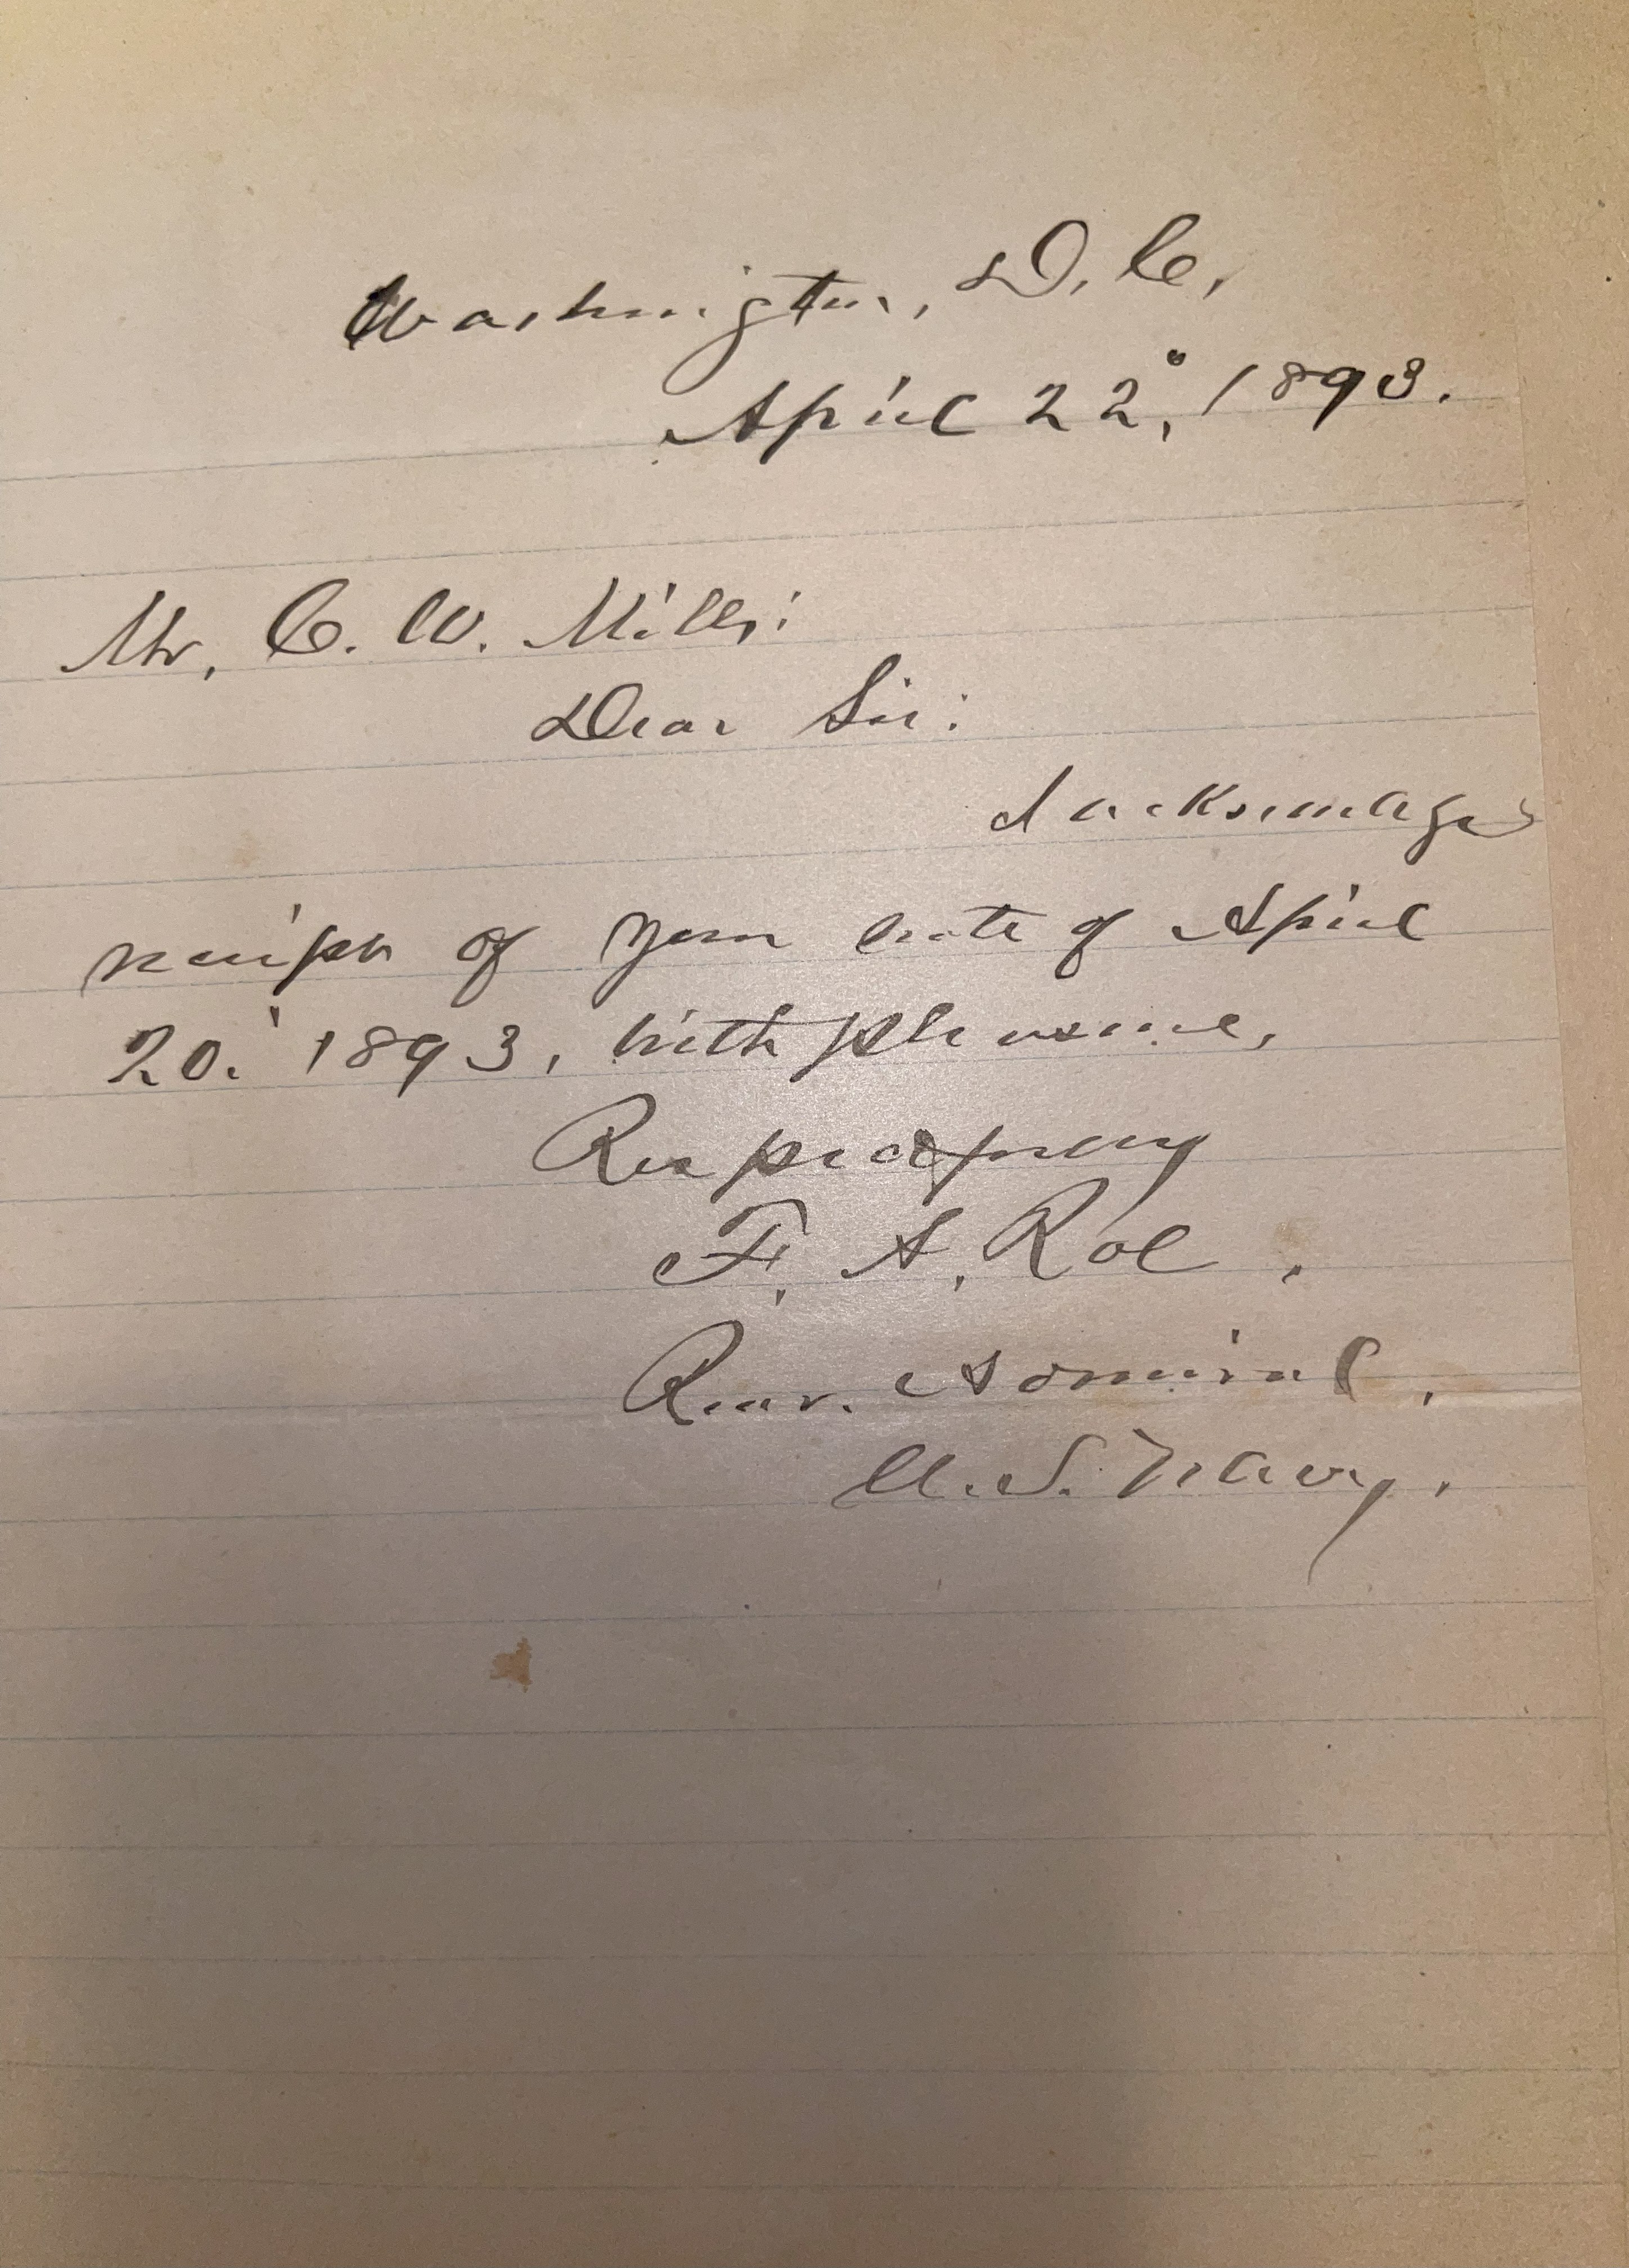 Washington, D. C.,
April 22", 1893.
Mr. C. W. Mills:
Dear Sir:
I acknowledge
receipt of your note of April
20." 1893, with pleasure.
Respectfully
F. A. Roe.
Rear. Admiral,
U. S. Navy.